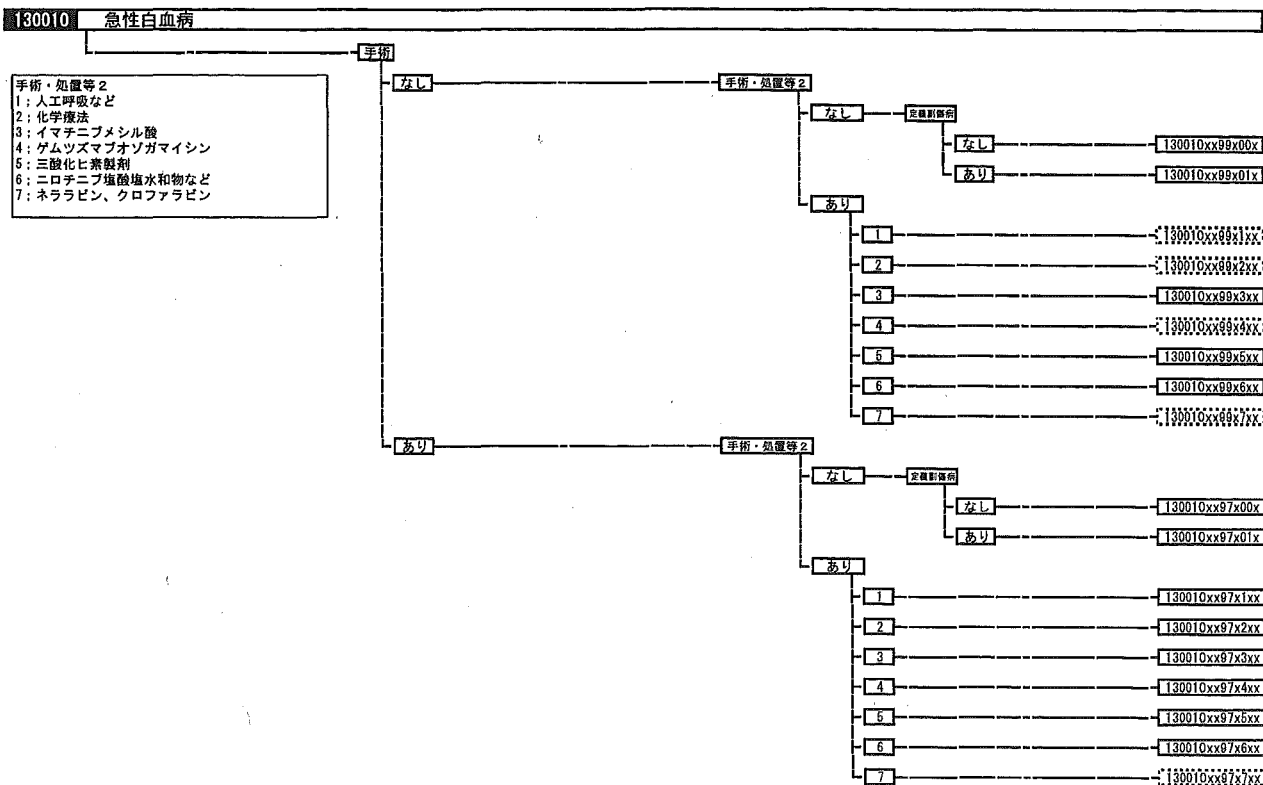 130010 急性白血病
手術
手術・処置等2
1;人工呼吸など
2;化学療法
3;イマチニブメシル酸
4;ゲムツズマブオゾガマイシン
5;三酸化ヒ素製剤
6;ニロチニブ塩酸塩水和物など
7;ネララビン、クロファラビン
なし 手術・処置等2
なし 定義副傷病
なし 130010xx99x00x
あり 130010xx99x01x
あり
1 130010xx99x1xx
2 130010xx99x2xx
3 130010xx99x3xx
4 130010xx99x4xx
5 130010xx99x5xx
6 130010xx99x6xx
7 130010xx99x7xx
あり 手術・処置等2
なし 定義副傷病
なし 130010xx97x00x
あり 130010xx97x01x
あり
1 130010xx97x1xx
2 130010xx97x2xx
3 130010xx97x3xx
4 130010xx97x4xx
5 130010xx97x5xx
6 130010xx97x6xx
7 130010xx97x7xx